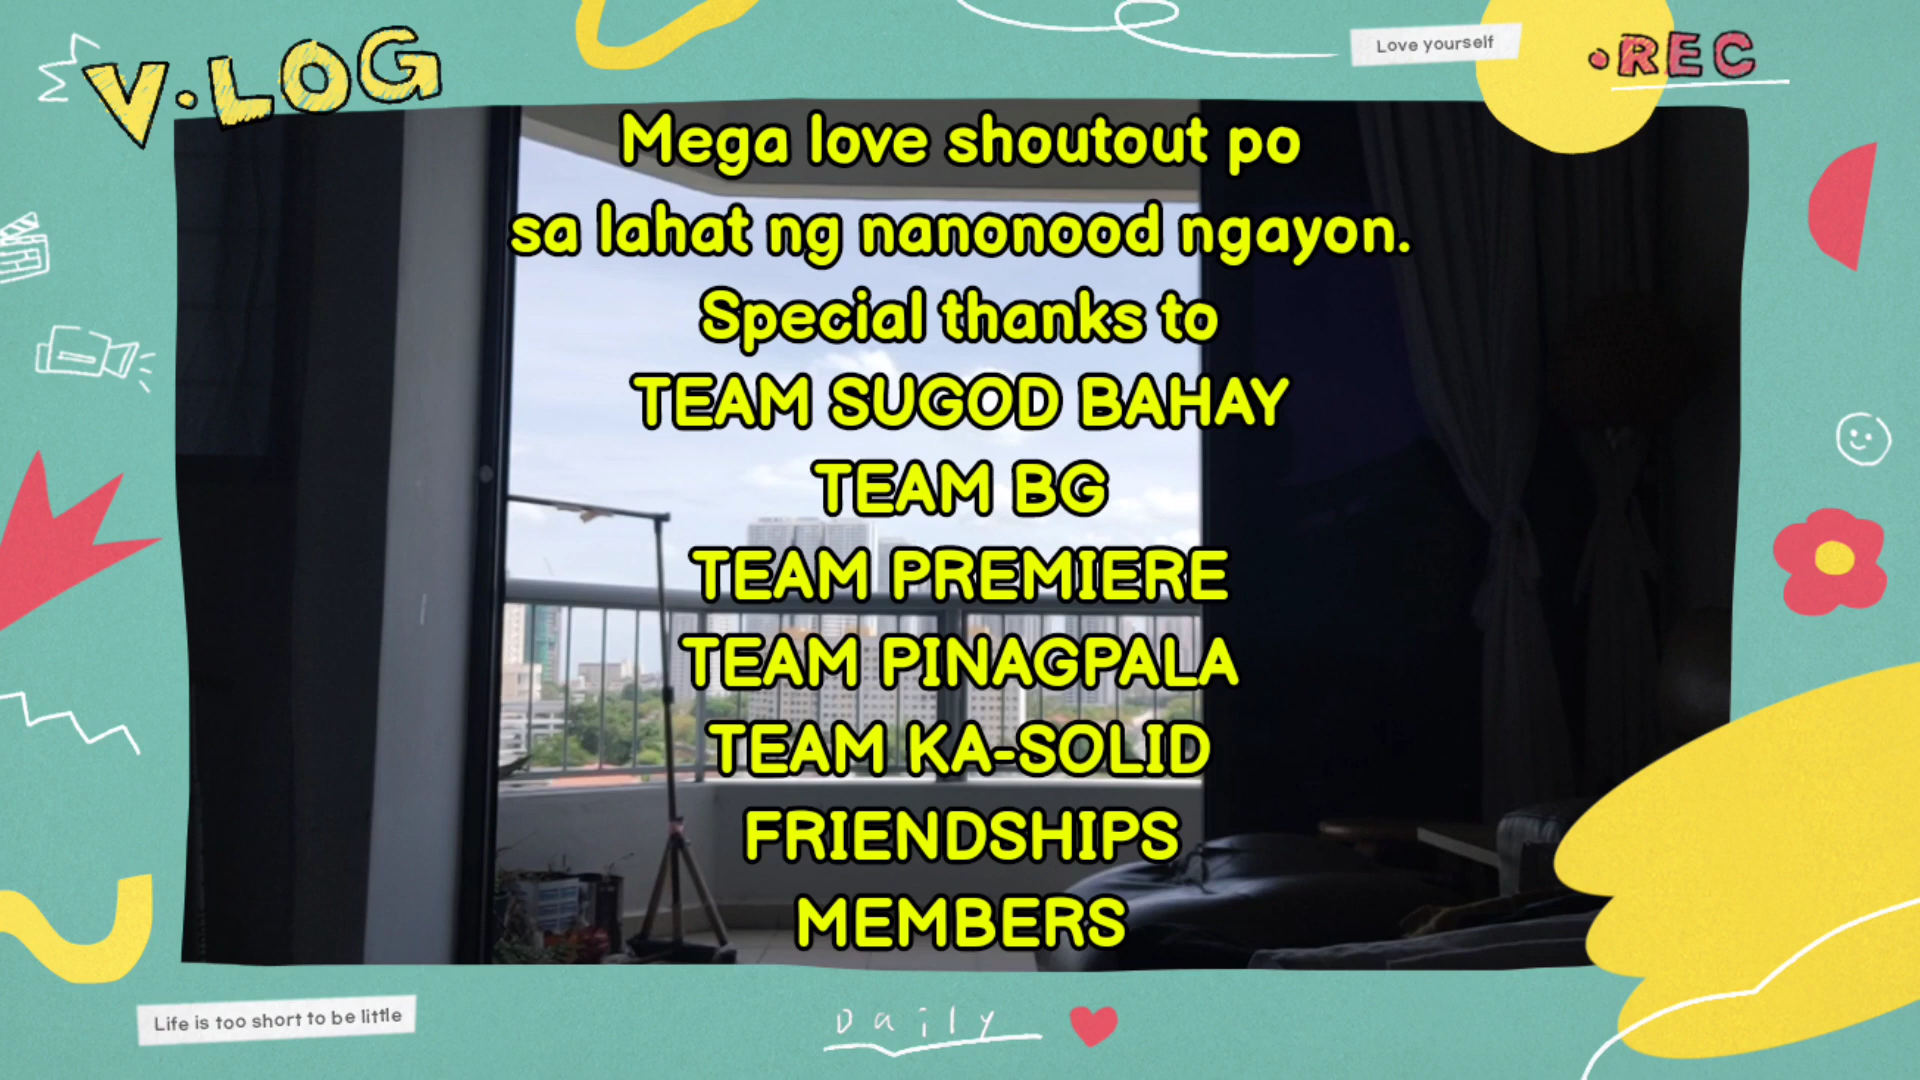 V·LOG
Love yourself
•REC
Mega love shoutout po
sa lahat ng nanonood ngayon.
Special thanks to
TEAM SUGOD BAHAY
TEAM BG
TEAM PREMIERE
TEAM PINAGPALA
TEAM KA-SOLID
FRIENDSHIPS
MEMBERS
Life is too short to be little
Daily